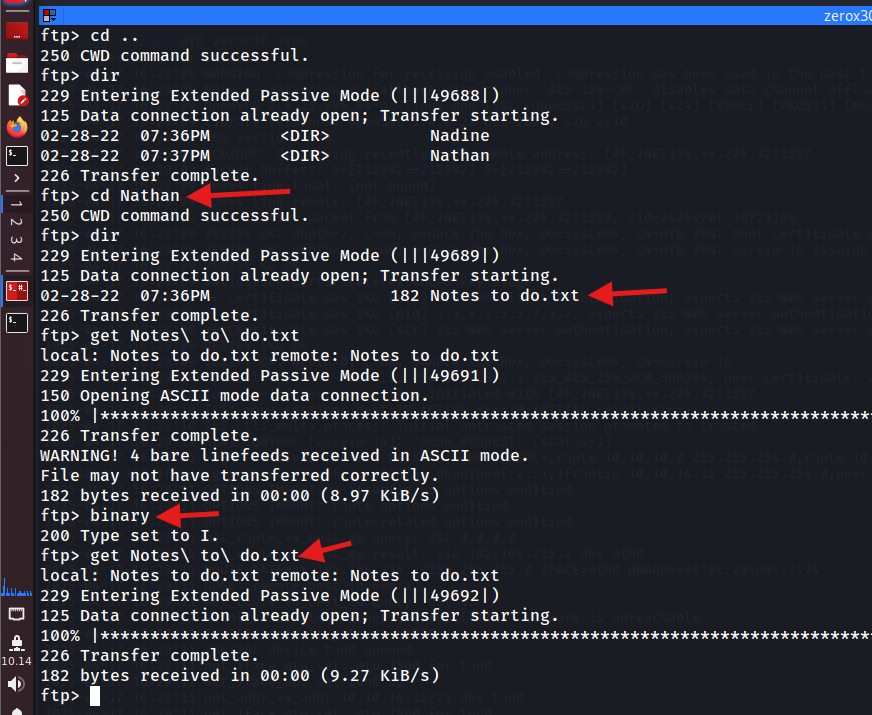 zerox30
ftp> cd ..
250 CWD command successful.
ftp> dir
229 Entering Extended Passive Mode (|||49688|)
125 Data connection already open; Transfer starting.
02-28-22  07:36PM       <DIR>          Nadine
02-28-22  07:37PM       <DIR>          Nathan
226 Transfer complete.
ftp> cd Nathan
250 CWD command successful.
ftp> dir
229 Entering Extended Passive Mode (|||49689|)
125 Data connection already open; Transfer starting.
02-28-22  07:36PM                  182 Notes to do.txt
226 Transfer complete.
ftp> get Notes\ to\ do.txt
local: Notes to do.txt remote: Notes to do.txt
229 Entering Extended Passive Mode (|||49691|)
150 Opening ASCII mode data connection.
100% |******************************************************************************
226 Transfer complete.
WARNING! 4 bare linefeeds received in ASCII mode.
File may not have transferred correctly.
182 bytes received in 00:00 (8.97 KiB/s)
ftp> binary
200 Type set to I.
ftp> get Notes\ to\ do.txt
local: Notes to do.txt remote: Notes to do.txt
229 Entering Extended Passive Mode (|||49692|)
125 Data connection already open; Transfer starting.
100% |******************************************************************************
226 Transfer complete.
182 bytes received in 00:00 (9.27 KiB/s)
ftp>
1
2
3
4
10.14